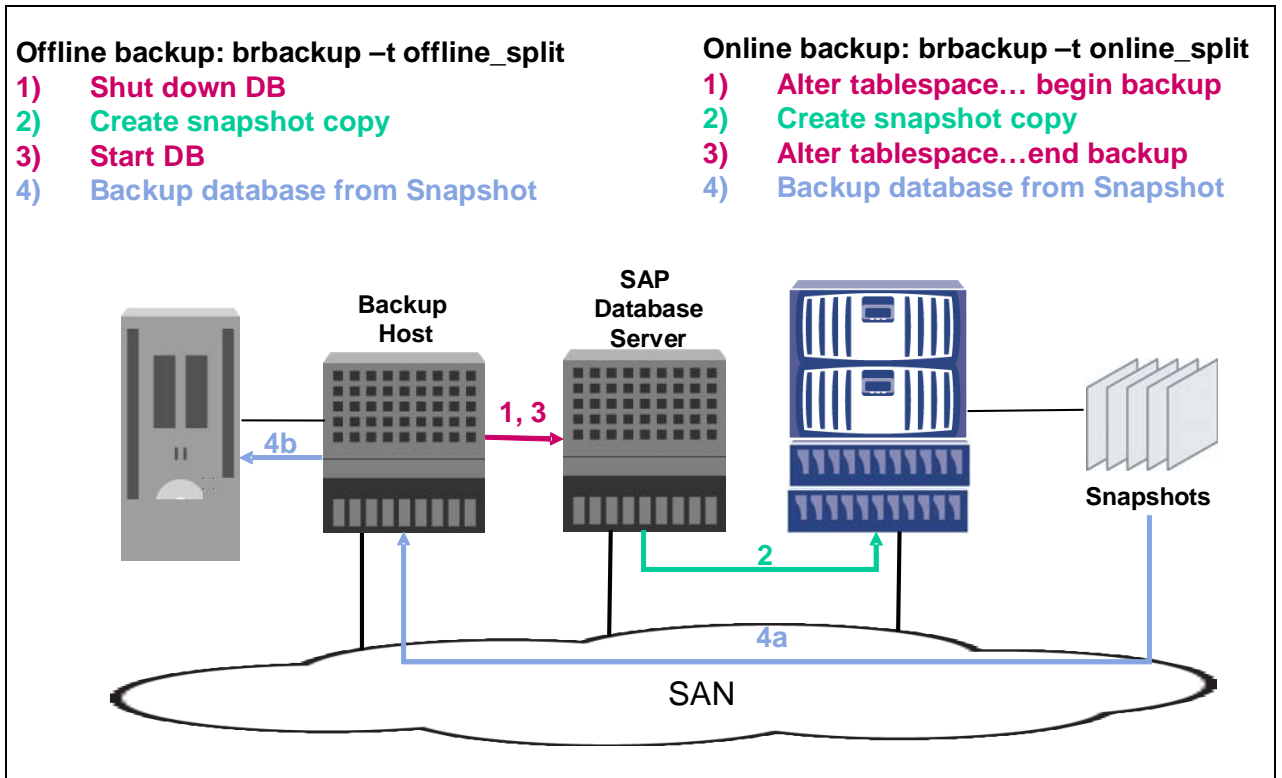 Offline backup: brbackup –t offline_split
1) Shut down DB
2) Create snapshot copy
3) Start DB
4) Backup database from Snapshot
Online backup: brbackup –t online_split
1) Alter tablespace… begin backup
2) Create snapshot copy
3) Alter tablespace…end backup
4) Backup database from Snapshot
Backup
Host
SAP
Database
Server
1, 3
4b
Snapshots
2
4a
SAN